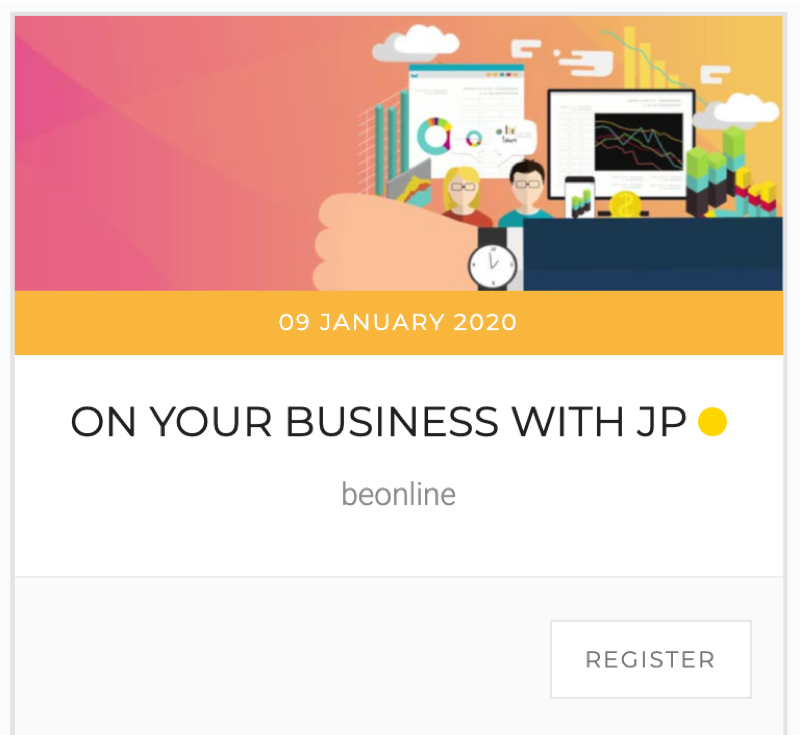 09 JANUARY 2020
ON YOUR BUSINESS WITH JP
beonline
REGISTER